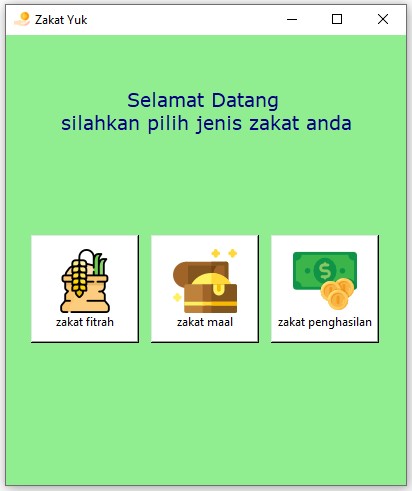 Zakat Yuk
Selamat Datang
silahkan pilih jenis zakat anda
zakat fitrah
zakat maal
zakat penghasilan